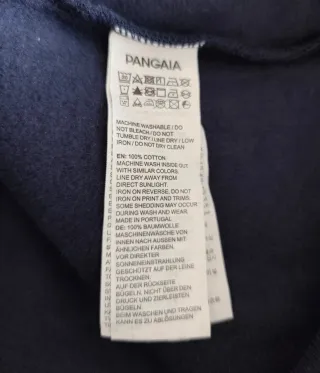 PANGAIA
MACHINE WASHABLE / DO
NOT BLEACH / DO NOT
TUMBLE DRY / LINE DRY / LOW
IRON / DO NOT DRY CLEAN
EN: 100% COTTON
MACHINE WASH INSIDE OUT
WITH SIMILAR COLORS.
LINE DRY AWAY FROM
DIRECT SUNLIGHT.
IRON ON REVERSE, DO NOT
IRON ON PRINT AND TRIMS.
SOME SHEDDING MAY OCCUR
DURING WASH AND WEAR.
MADE IN PORTUGAL
DE: 100% BAUMWOLLE
MASCHINENWÄSCHE VON
INNEN NACH AUSSEN MIT
ÄHNLICHEN FARBEN.
VOR DIREKTER
SONNENEINSTRAHLUNG
GESCHÜTZT AUF DER LEINE
TROCKNEN.
AUF DER RÜCKSEITE
BÜGELN, NICHT ÜBER DEN
DRUCK UND ZIERLEISTEN
BÜGELN.
BEIM WASCHEN UND TRAGEN
KANN ES ZU ABLÖSUNGEN